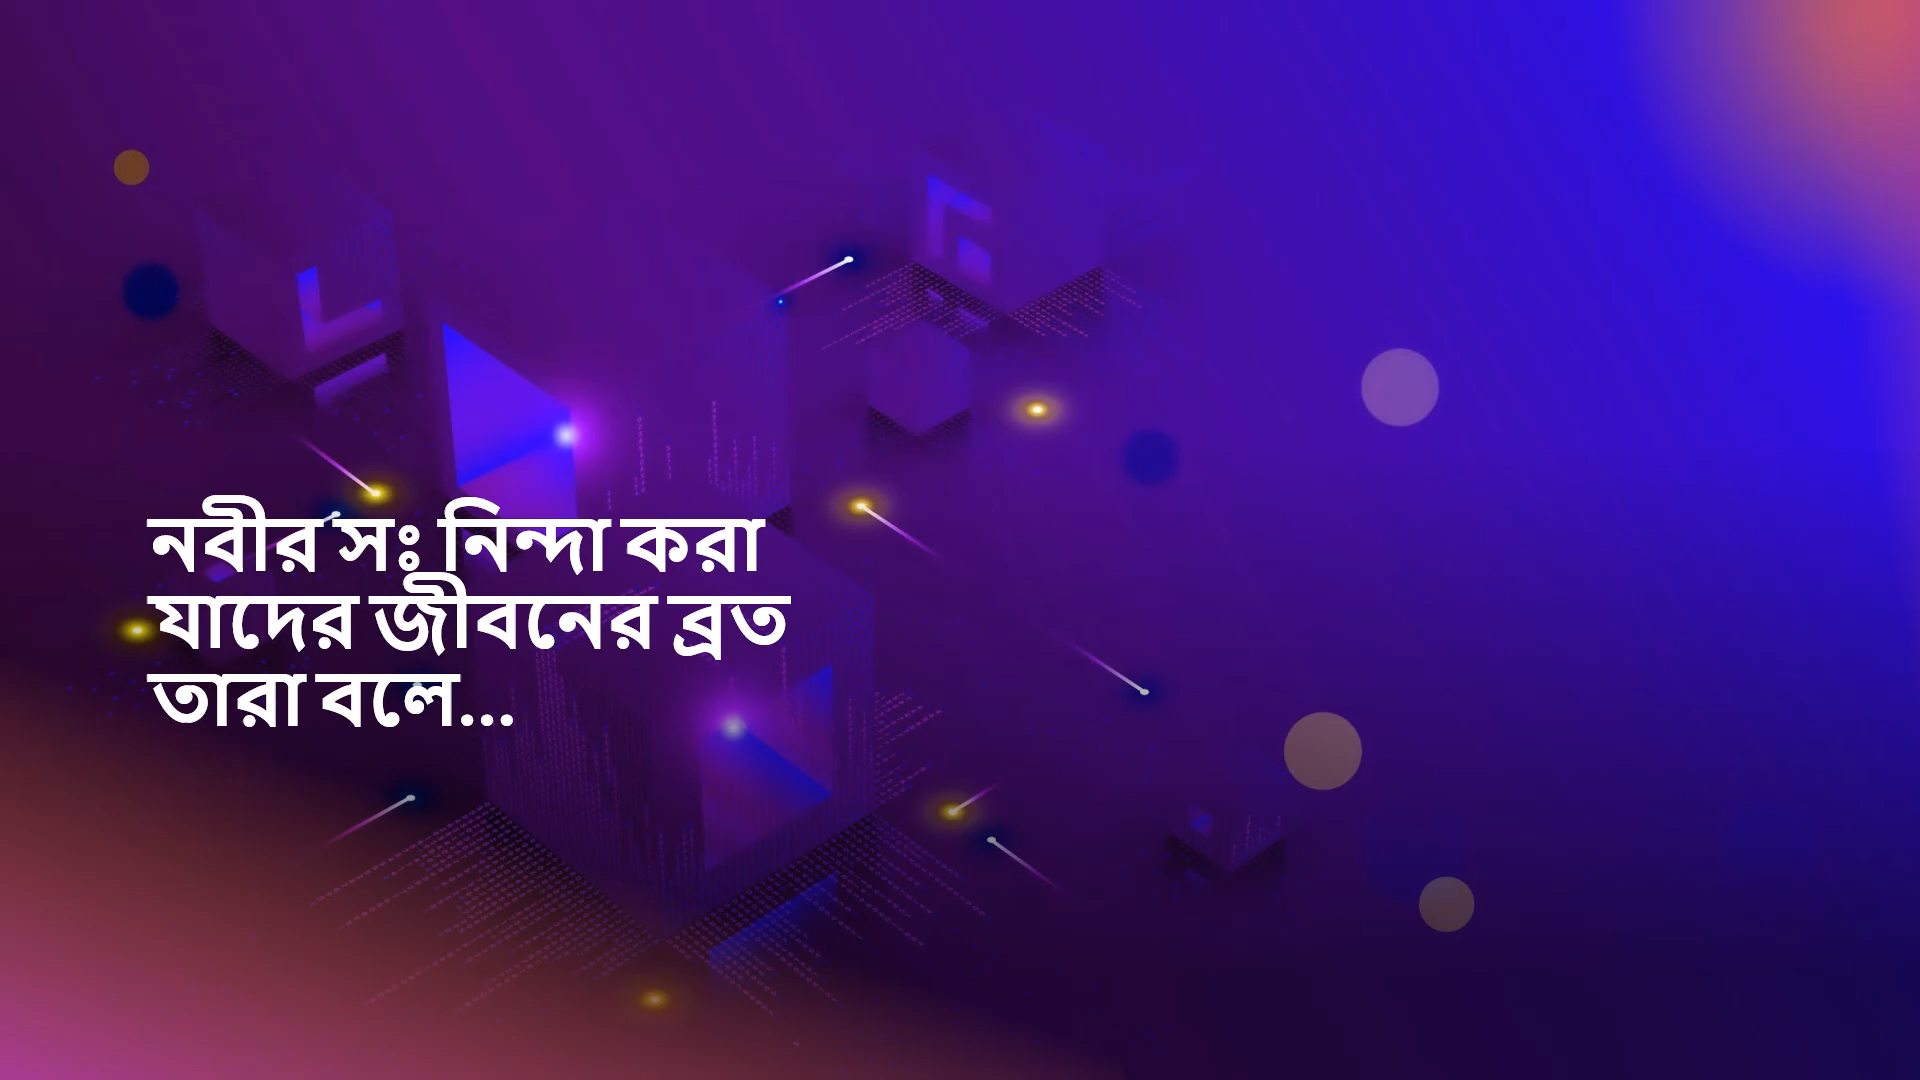 নবীর সঃ নিন্দা করা
যাদের জীবনের ব্রত
তারা বলে...